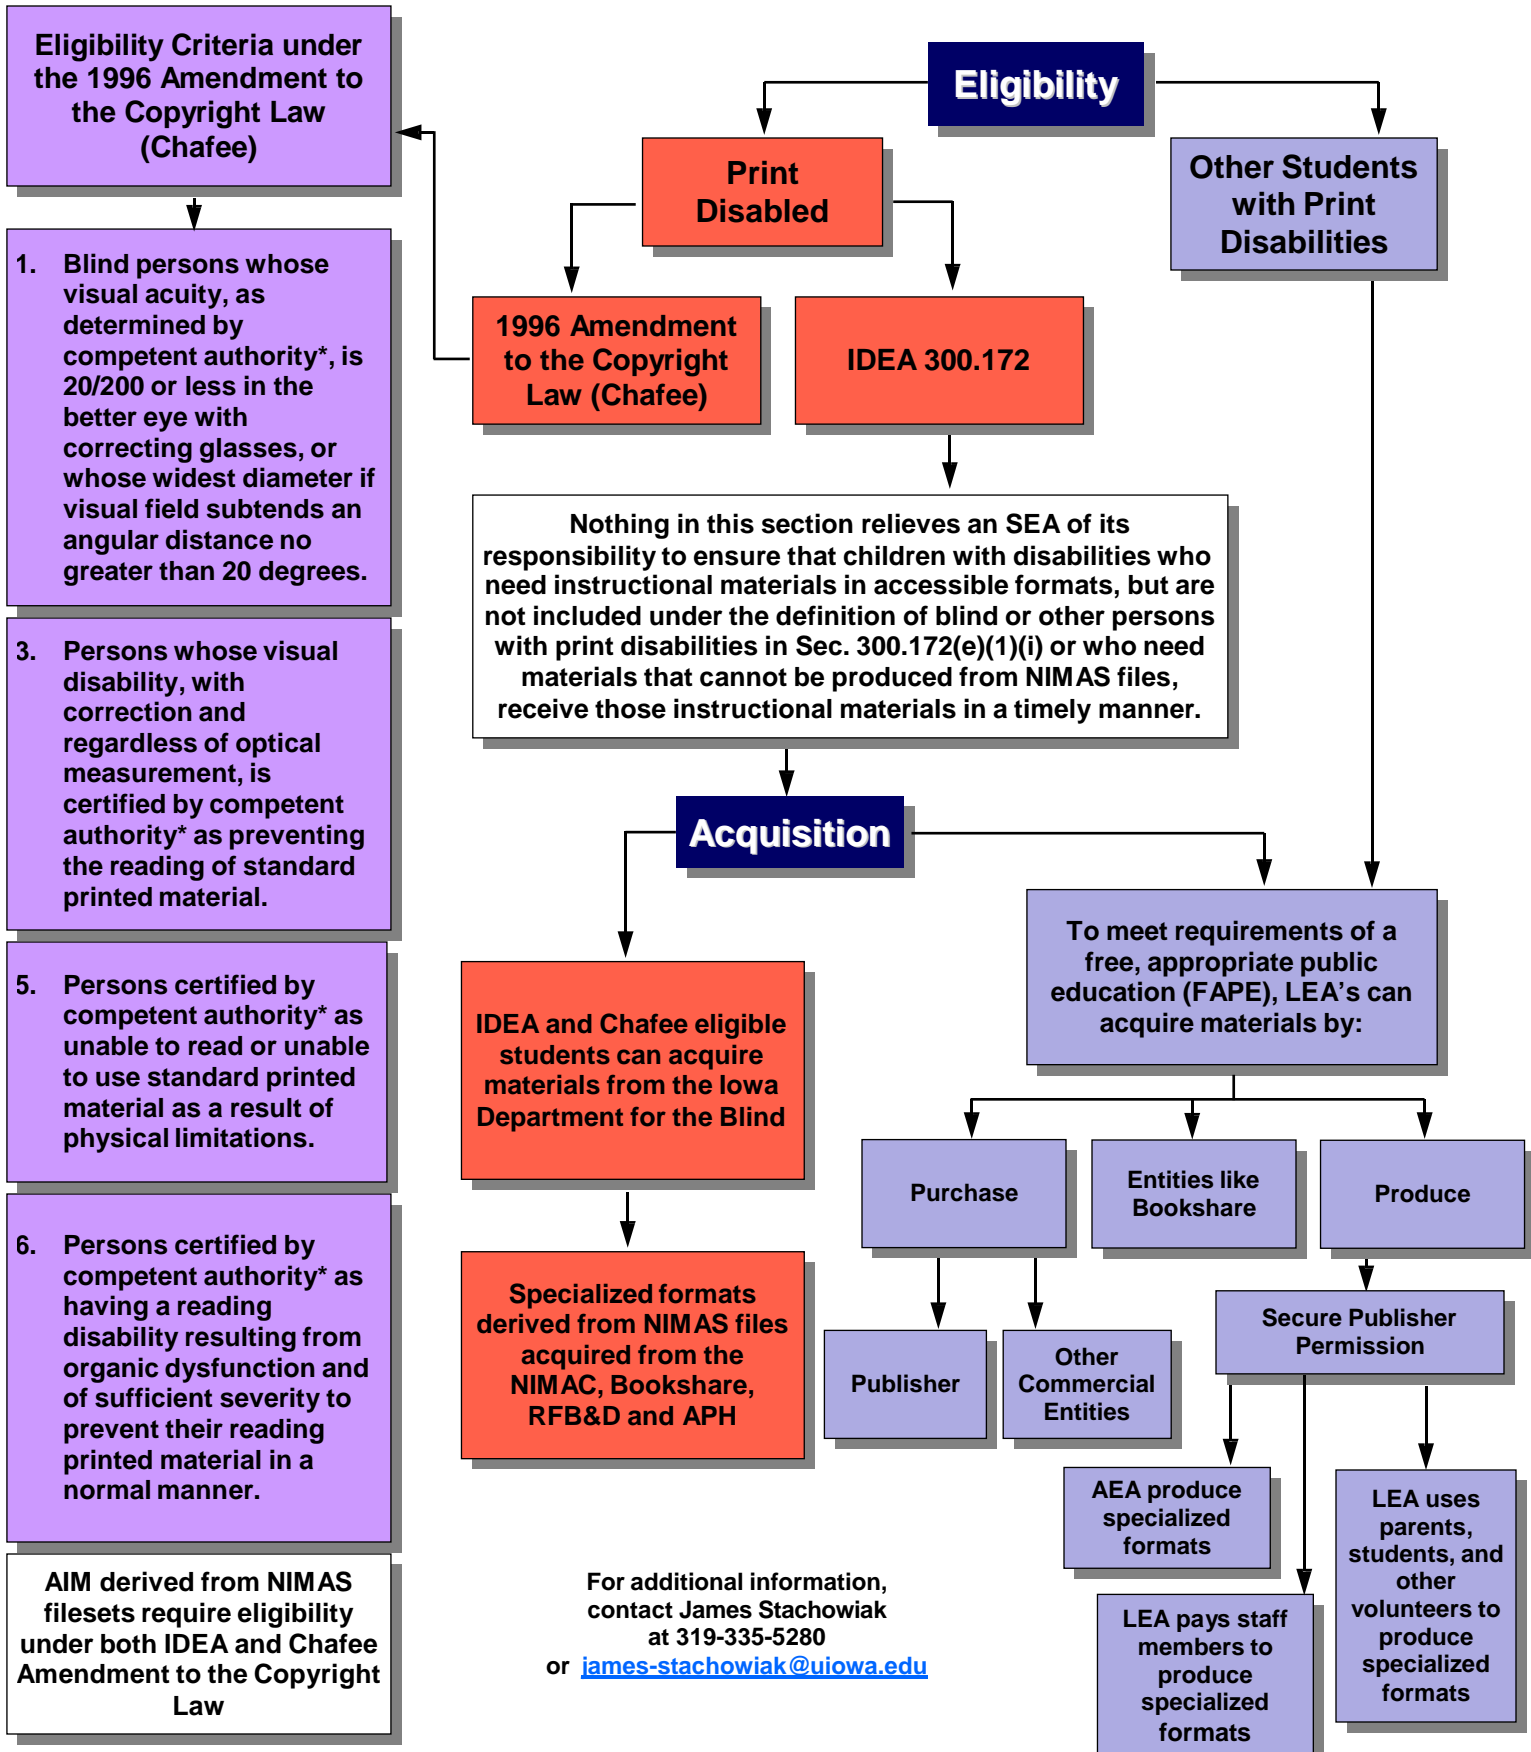 Eligibility Criteria under
the 1996 Amendment to
the Copyright Law
(Chafee)
1. Blind persons whose
visual acuity, as
determined by
competent authority*, is
20/200 or less in the
better eye with
correcting glasses, or
whose widest diameter if
visual field subtends an
angular distance no
greater than 20 degrees.
3. Persons whose visual
disability, with
correction and
regardless of optical
measurement, is
certified by competent
authority* as preventing
the reading of standard
printed material.
5. Persons certified by
competent authority* as
unable to read or unable
to use standard printed
material as a result of
physical limitations.
6. Persons certified by
competent authority* as
having a reading
disability resulting from
organic dysfunction and
of sufficient severity to
prevent their reading
printed material in a
normal manner.
AIM derived from NIMAS
filesets require eligibility
under both IDEA and Chafee
Amendment to the Copyright
Law
Eligibility
Print
Disabled
Other Students
with Print
Disabilities
1996 Amendment
to the Copyright
Law (Chafee)
IDEA 300.172
Nothing in this section relieves an SEA of its
responsibility to ensure that children with disabilities who
need instructional materials in accessible formats, but are
not included under the definition of blind or other persons
with print disabilities in Sec. 300.172(e)(1)(i) or who need
materials that cannot be produced from NIMAS files,
receive those instructional materials in a timely manner.
Acquisition
IDEA and Chafee eligible
students can acquire
materials from the Iowa
Department for the Blind
Specialized formats
derived from NIMAS files
acquired from the
NIMAC, Bookshare,
RFB&D and APH
To meet requirements of a
free, appropriate public
education (FAPE), LEA's can
acquire materials by:
Purchase
Entities like
Bookshare
Produce
Publisher
Other
Commercial
Entities
Secure Publisher
Permission
AEA produce
specialized
formats
LEA pays staff
members to
produce
specialized
formats
LEA uses
parents,
students, and
other
volunteers to
produce
specialized
formats
For additional information,
contact James Stachowiak
at 319-335-5280
or james-stachowiak@uiowa.edu